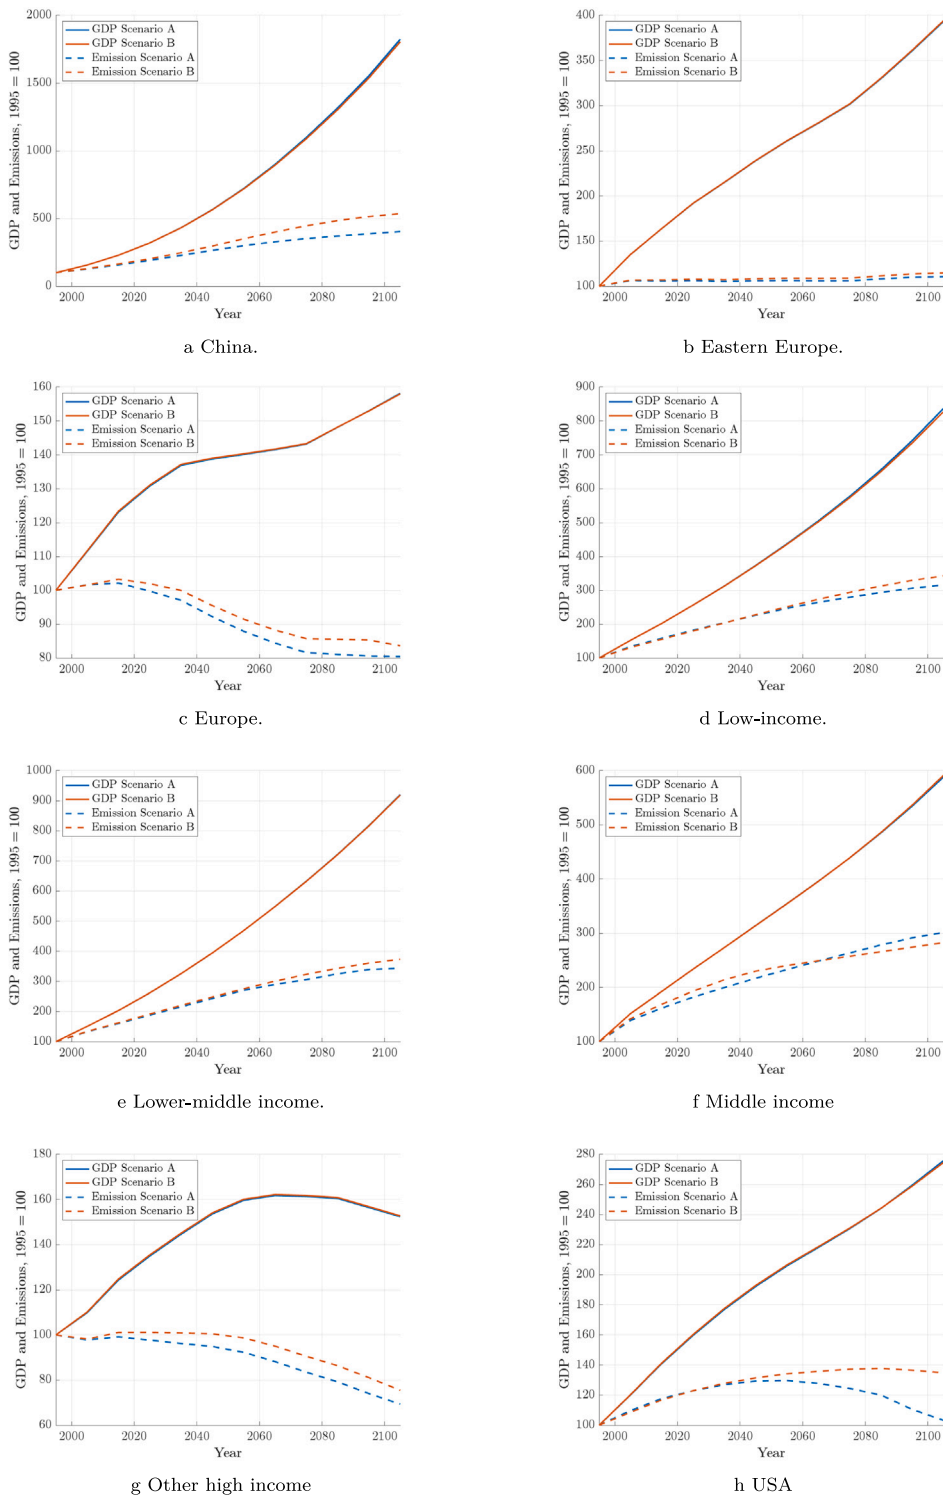 2000
1500
1000
500
0
GDP and Emissions, 1995 = 100
GDP Scenario A
GDP Scenario B
Emission Scenario A
Emission Scenario B
2000 2020 2040 2060 2080 2100
Year
a China.
400
350
300
250
200
150
100
GDP and Emissions, 1995 = 100
GDP Scenario A
GDP Scenario B
Emission Scenario A
Emission Scenario B
2000 2020 2040 2060 2080 2100
Year
b Eastern Europe.
160
150
140
130
120
110
100
90
80
GDP and Emissions, 1995 = 100
GDP Scenario A
GDP Scenario B
Emission Scenario A
Emission Scenario B
2000 2020 2040 2060 2080 2100
Year
c Europe.
900
800
700
600
500
400
300
200
100
GDP and Emissions, 1995 = 100
GDP Scenario A
GDP Scenario B
Emission Scenario A
Emission Scenario B
2000 2020 2040 2060 2080 2100
Year
d Low-income.
1000
900
800
700
600
500
400
300
200
100
GDP and Emissions, 1995 = 100
GDP Scenario A
GDP Scenario B
Emission Scenario A
Emission Scenario B
2000 2020 2040 2060 2080 2100
Year
e Lower-middle income.
600
500
400
300
200
100
GDP and Emissions, 1995 = 100
GDP Scenario A
GDP Scenario B
Emission Scenario A
Emission Scenario B
2000 2020 2040 2060 2080 2100
Year
f Middle income
180
160
140
120
100
80
60
GDP and Emissions, 1995 = 100
GDP Scenario A
GDP Scenario B
Emission Scenario A
Emission Scenario B
2000 2020 2040 2060 2080 2100
Year
g Other high income
280
260
240
220
200
180
160
140
120
100
GDP and Emissions, 1995 = 100
GDP Scenario A
GDP Scenario B
Emission Scenario A
Emission Scenario B
2000 2020 2040 2060 2080 2100
Year
h USA